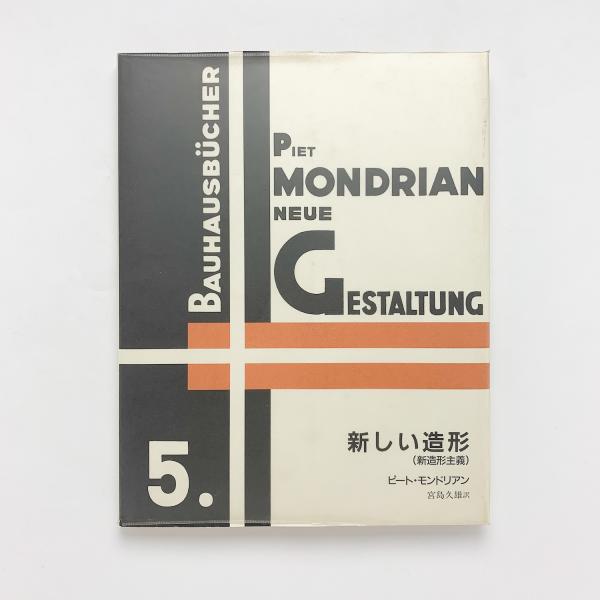 BAUHAUSBÜCHER
PIET
MONDRIAN
NEUE
GESTALTUNG
5.
新しい造形
(新造形主義)
ピート・モンドリアン
宮島久雄訳